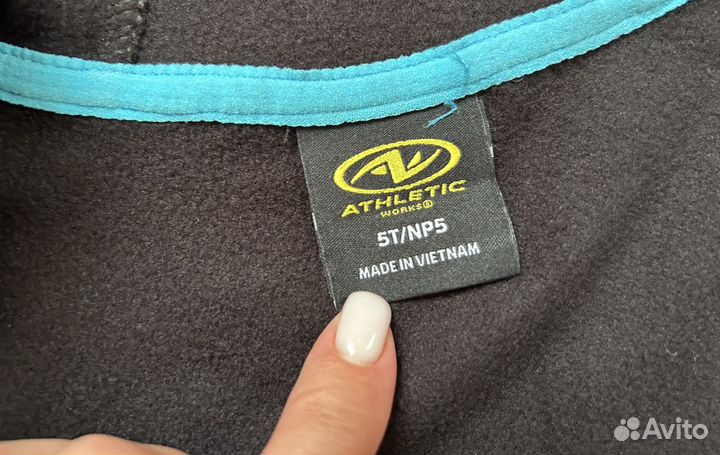 AW
ATHLETIC
WORKS®
5T/NP5
MADE IN VIETNAM
Avito